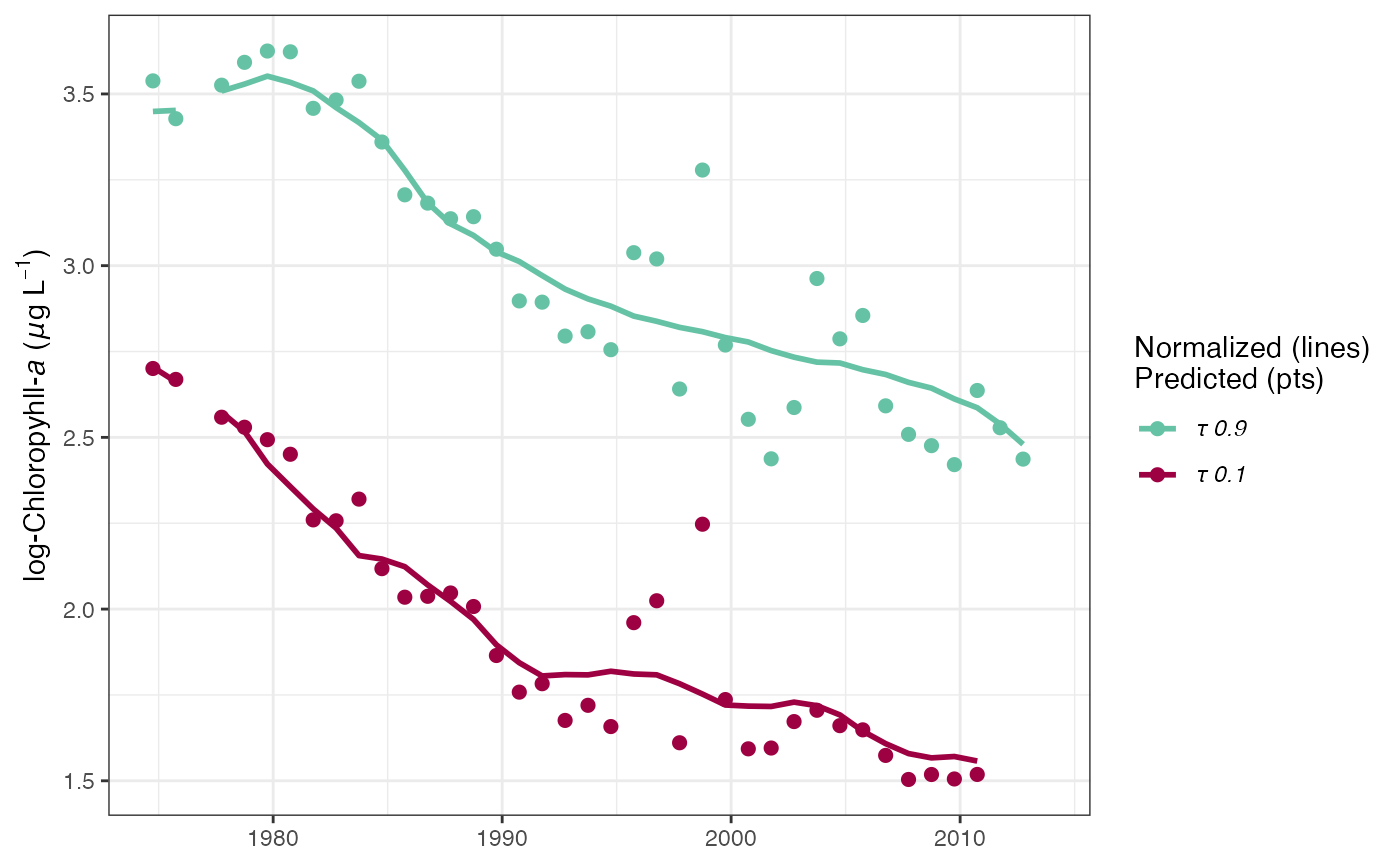 log-Chloropyhll-a (μg L⁻¹)
3.5
3.0
2.5
2.0
1.5
1980 1990 2000 2010
Normalized (lines)
Predicted (pts)
τ 0.9
τ 0.1